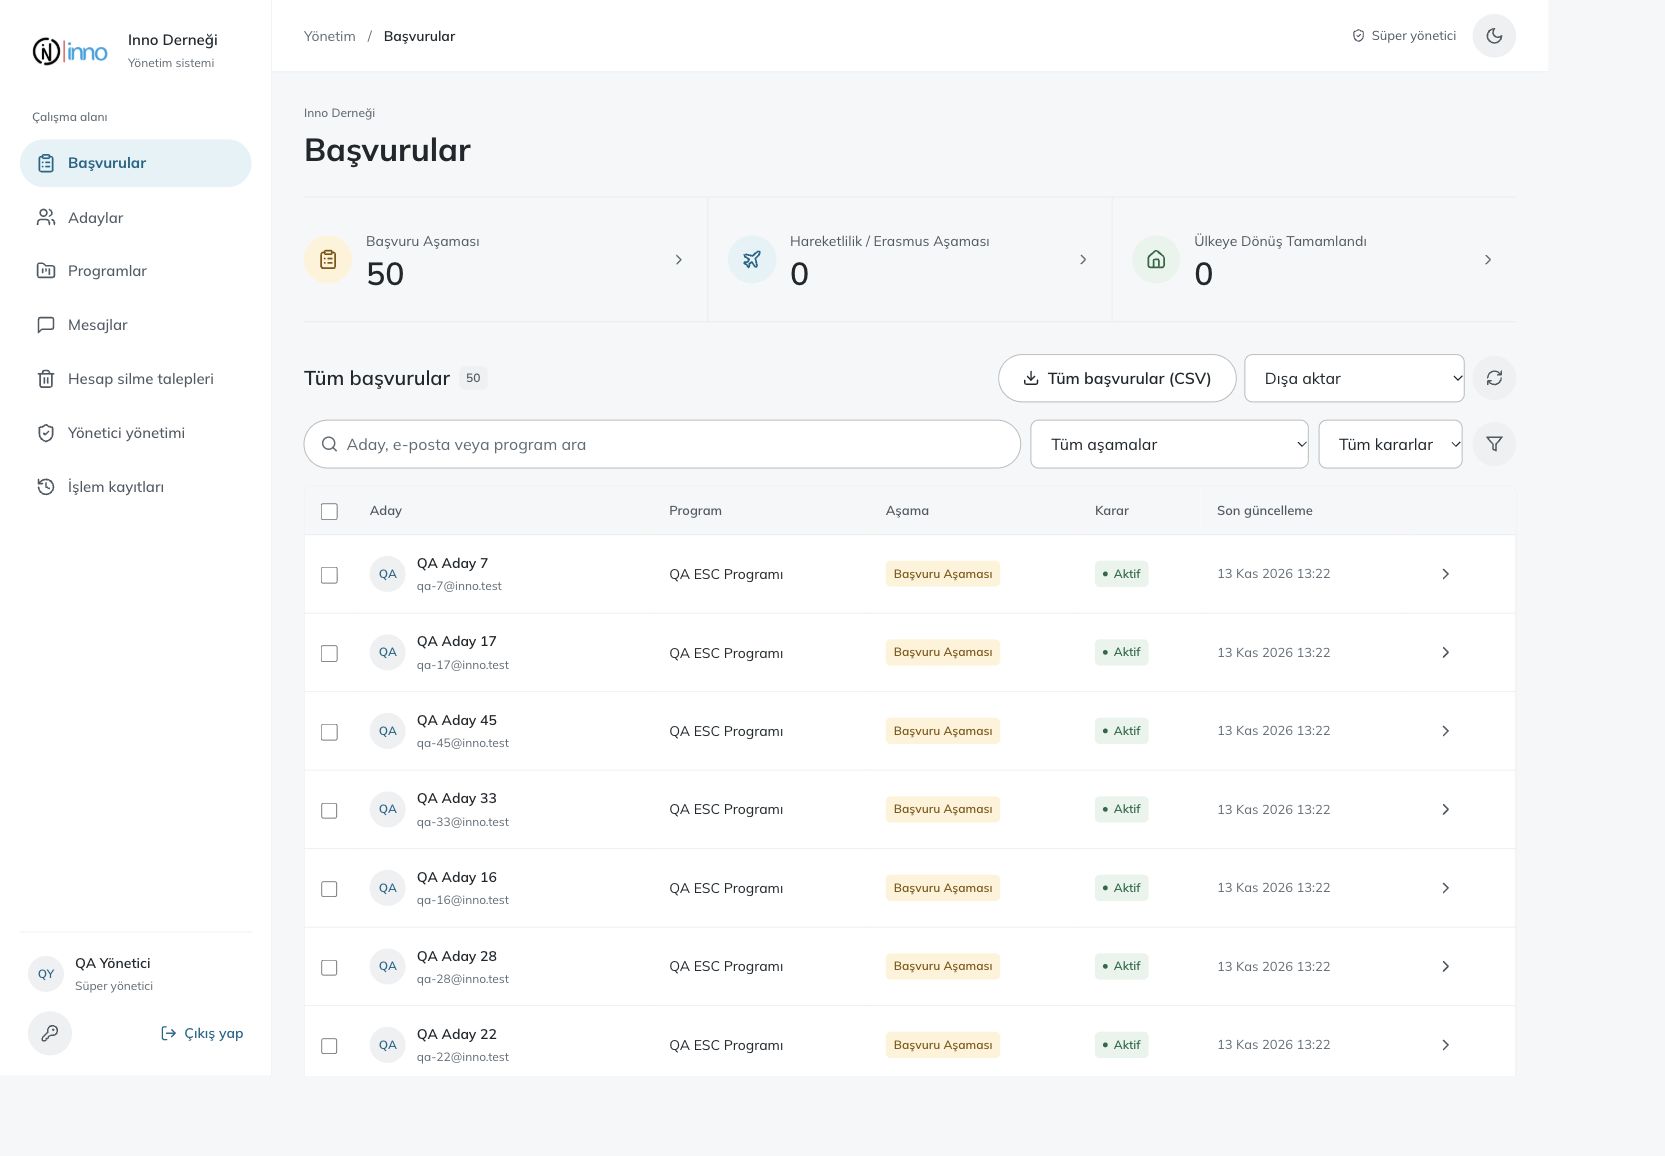 inno
Inno Derneği
Yönetim sistemi
Çalışma alanı
Başvurular
Adaylar
Programlar
Mesajlar
Hesap silme talepleri
Yönetici yönetimi
İşlem kayıtları
QY
QA Yönetici
Süper yönetici
Çıkış yap
Yönetim / Başvurular
Süper yönetici
Inno Derneği
Başvurular
Başvuru Aşaması
50
Hareketlilik / Erasmus Aşaması
0
Ülkeye Dönüş Tamamlandı
0
Tüm başvurular 50
Tüm başvurular (CSV)
Dışa aktar
Aday, e-posta veya program ara
Tüm aşamalar
Tüm kararlar
Aday Program Aşama Karar Son güncelleme
QA QA Aday 7
qa-7@inno.test
QA ESC Programı Başvuru Aşaması • Aktif 13 Kas 2026 13:22
QA QA Aday 17
qa-17@inno.test
QA ESC Programı Başvuru Aşaması • Aktif 13 Kas 2026 13:22
QA QA Aday 45
qa-45@inno.test
QA ESC Programı Başvuru Aşaması • Aktif 13 Kas 2026 13:22
QA QA Aday 33
qa-33@inno.test
QA ESC Programı Başvuru Aşaması • Aktif 13 Kas 2026 13:22
QA QA Aday 16
qa-16@inno.test
QA ESC Programı Başvuru Aşaması • Aktif 13 Kas 2026 13:22
QA QA Aday 28
qa-28@inno.test
QA ESC Programı Başvuru Aşaması • Aktif 13 Kas 2026 13:22
QA QA Aday 22
qa-22@inno.test
QA ESC Programı Başvuru Aşaması • Aktif 13 Kas 2026 13:22